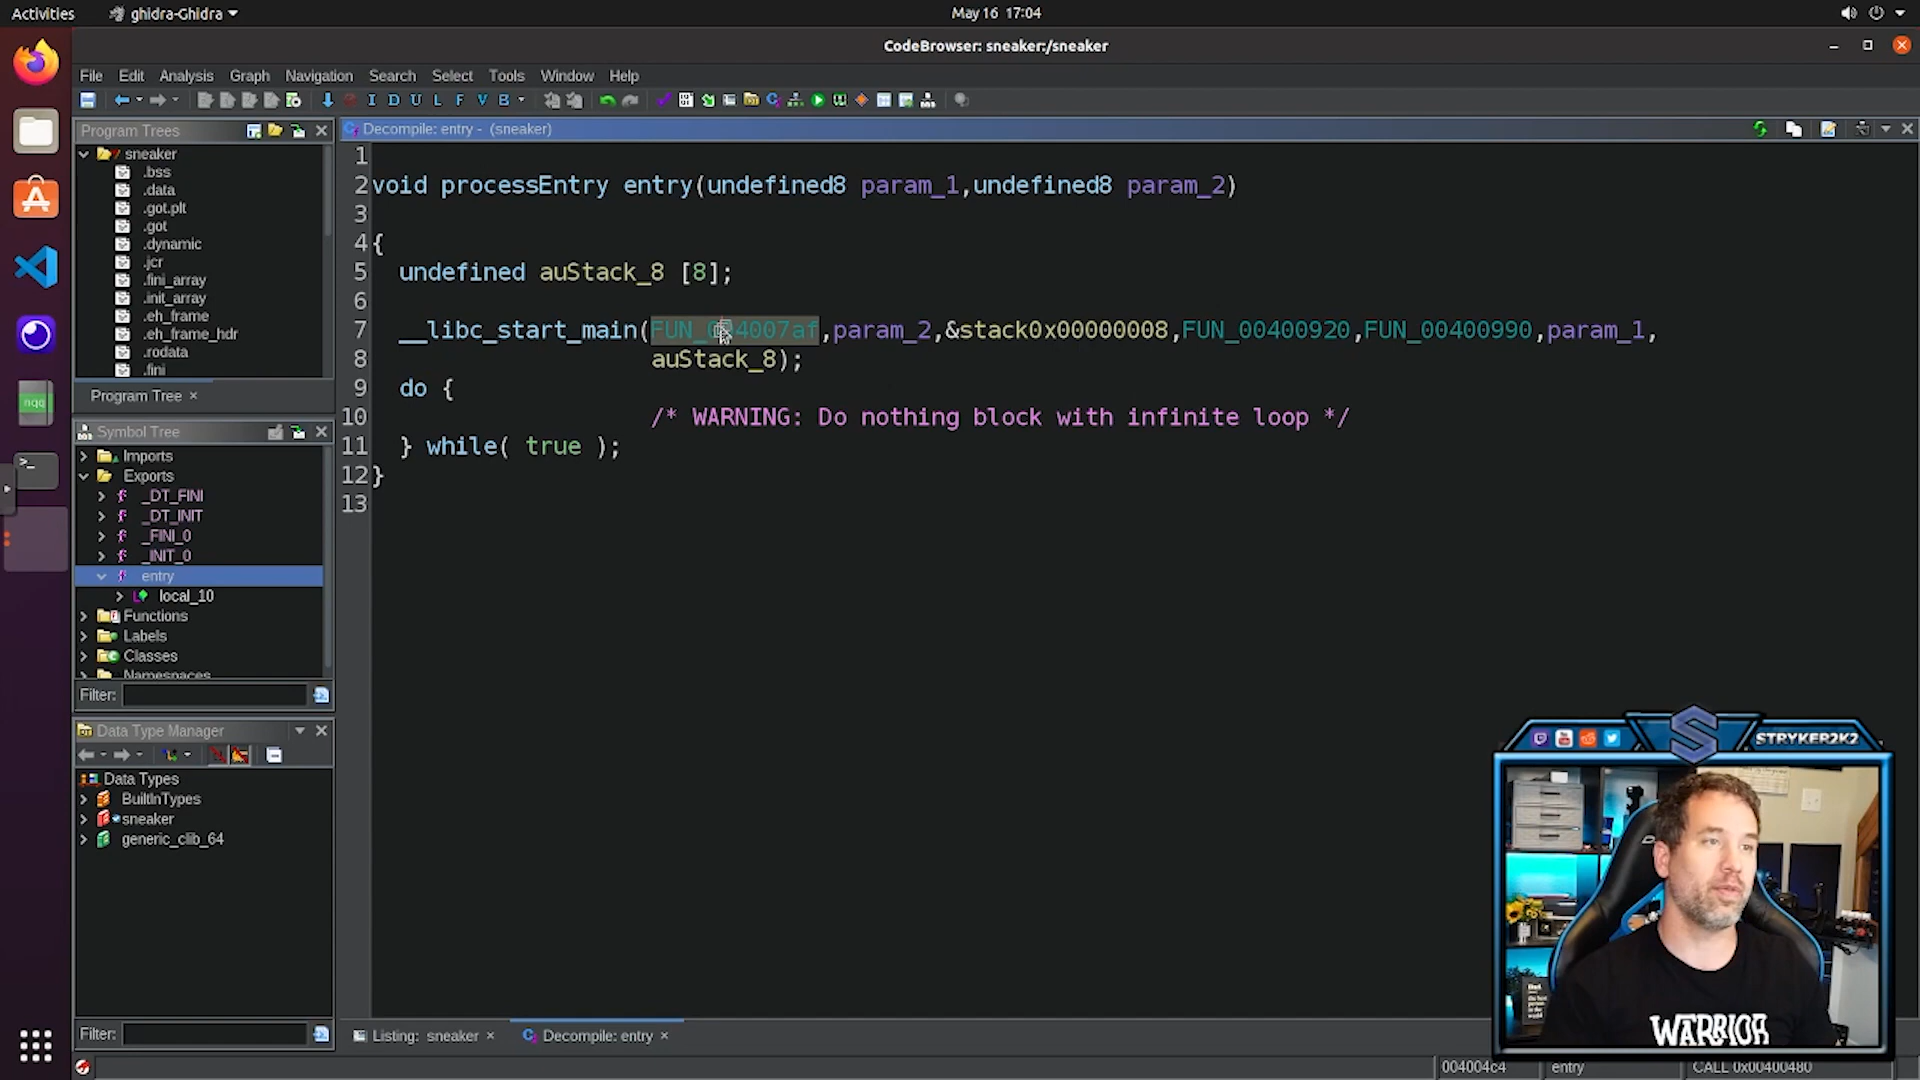 Activities
ghidra-Ghidra
May 16 17:04
CodeBrowser: sneaker:/sneaker
File Edit Analysis Graph Navigation Search Select Tools Window Help
I D U L F V B
Program Trees
sneaker
.bss
.data
.got.plt
.got
.dynamic
.jcr
.fini_array
.init_array
.eh_frame
.eh_frame_hdr
.rodata
.fini
Program Tree ×
Symbol Tree
Imports
Exports
_DT_FINI
_DT_INIT
_FINI_0
_INIT_0
entry
local_10
Functions
Labels
Classes
Namespaces
Filter:
Data Type Manager
Data Types
BuiltInTypes
sneaker
generic_clib_64
Filter:
Decompile: entry - (sneaker)
1
2 void processEntry entry(undefined8 param_1,undefined8 param_2)
3
4 {
5 undefined auStack_8 [8];
6
7 __libc_start_main(FUN_004007af,param_2,&stack0x00000008,FUN_00400920,FUN_00400990,param_1,
8 auStack_8);
9 do {
10 /* WARNING: Do nothing block with infinite loop */
11 } while( true );
12 }
13
Listing: sneaker ×
Decompile: entry ×
004004c4
entry
CALL 0x00400480
STRYKER2K2
WARRIOR
nqq